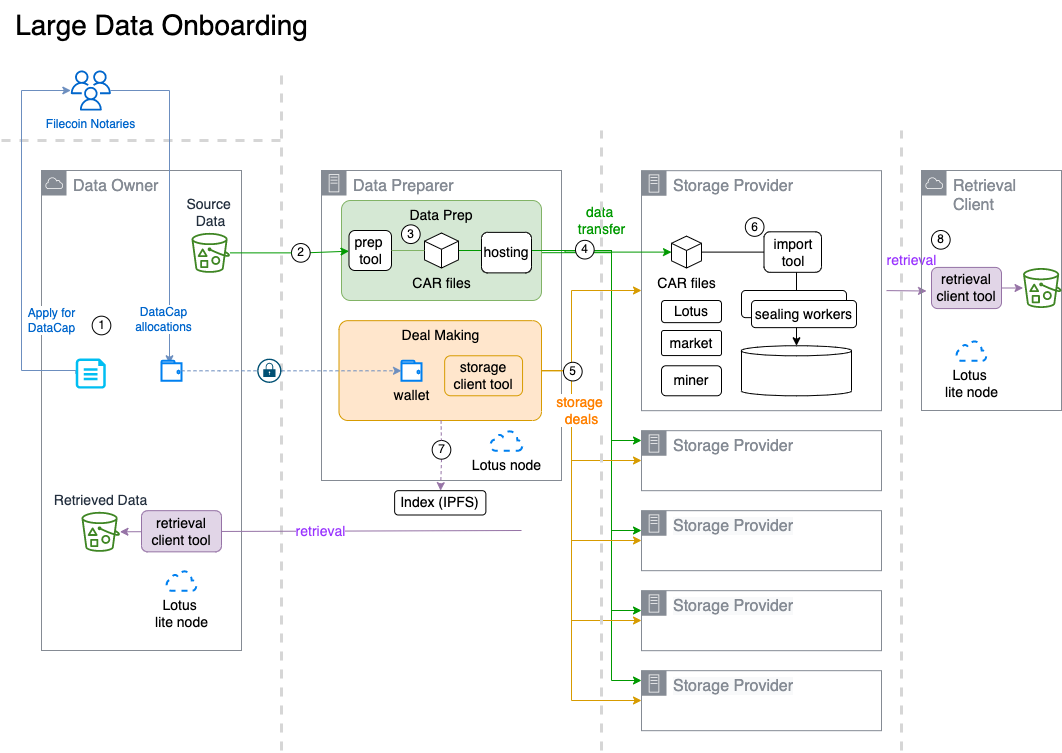 Large Data Onboarding
Filecoin Notaries
Data Owner
Source
Data
Apply for
DataCap
1
DataCap
allocations
2
Data Preparer
Data Prep
prep
tool
3
CAR files
hosting
data
transfer
4
Deal Making
wallet
storage
client tool
5
storage
deals
7
Lotus node
Index (IPFS)
Retrieved Data
retrieval
client tool
retrieval
Lotus
lite node
Storage Provider
6
import
tool
CAR files
Lotus
market
miner
sealing workers
Storage Provider
Storage Provider
Storage Provider
Storage Provider
Retrieval
Client
8
retrieval
retrieval
client tool
Lotus
lite node